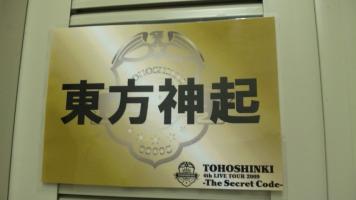 東方神起
TOHOSHINKI
4th LIVE TOUR 2009
-The Secret Code-